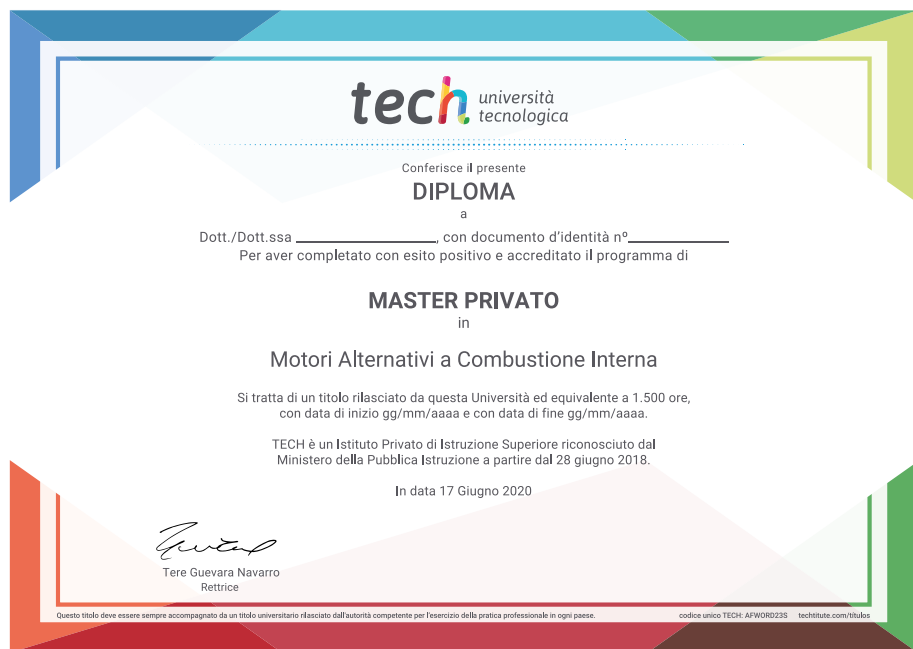 tech università
tecnologica
Conferisce il presente
DIPLOMA
a
Dott./Dott.ssa ________________, con documento d'identità nº____________
Per aver completato con esito positivo e accreditato il programma di
MASTER PRIVATO
in
Motori Alternativi a Combustione Interna
Si tratta di un titolo rilasciato da questa Università ed equivalente a 1.500 ore,
con data di inizio gg/mm/aaaa e con data di fine gg/mm/aaaa.
TECH è un Istituto Privato di Istruzione Superiore riconosciuto dal
Ministero della Pubblica Istruzione a partire dal 28 giugno 2018.
In data 17 Giugno 2020
Tere Guevara Navarro
Rettrice
Questo titolo deve essere sempre accompagnato da un titolo universitario rilasciato dall'autorità competente per l'esercizio della pratica professionale in ogni paese. codice unico TECH: AFWORD23S techtitute.com/titulos